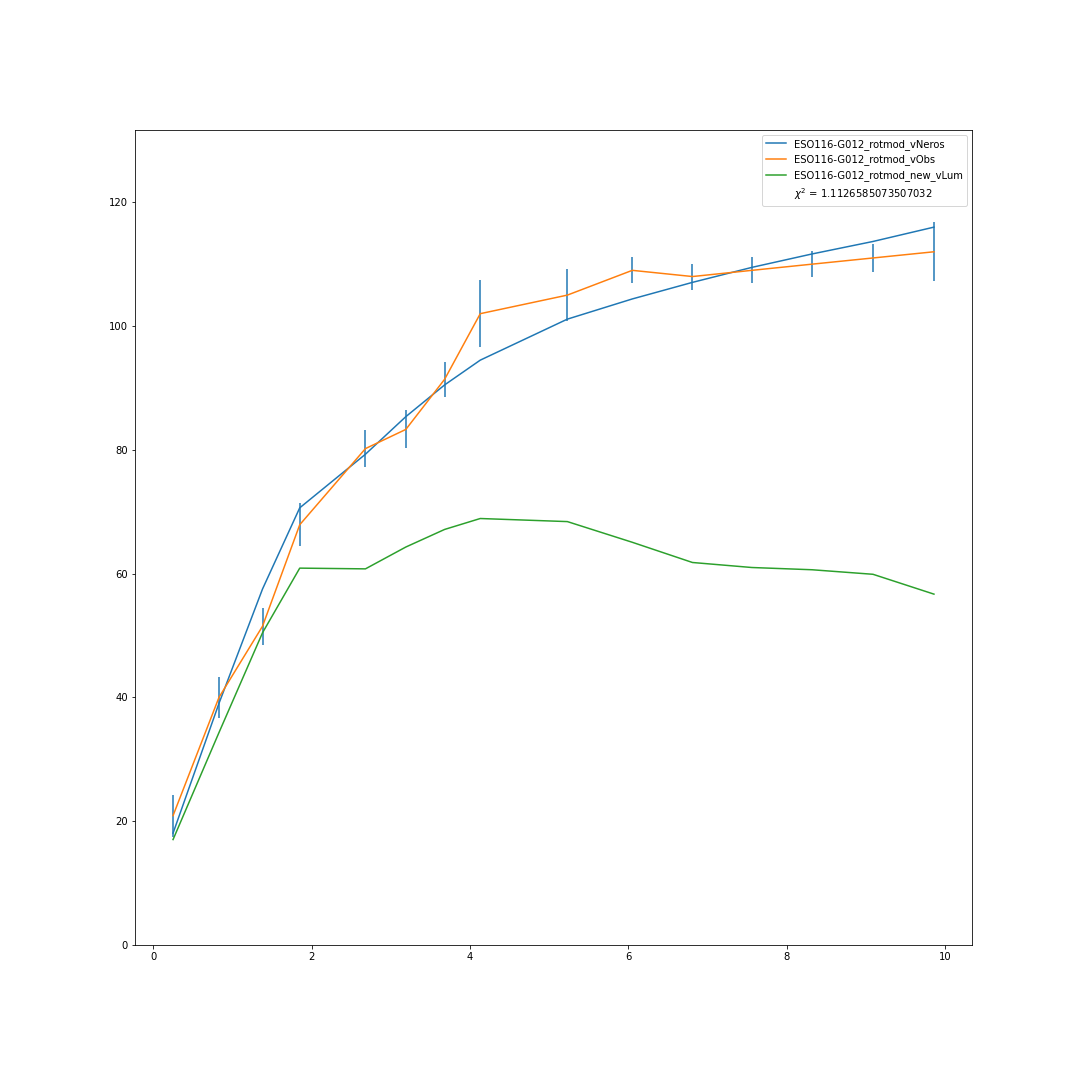 ESO116-G012_rotmod_vNeros
ESO116-G012_rotmod_vObs
ESO116-G012_rotmod_new_vLum
χ² = 1.1126585073507032
120
100
80
60
40
20
0
0 2 4 6 8 10